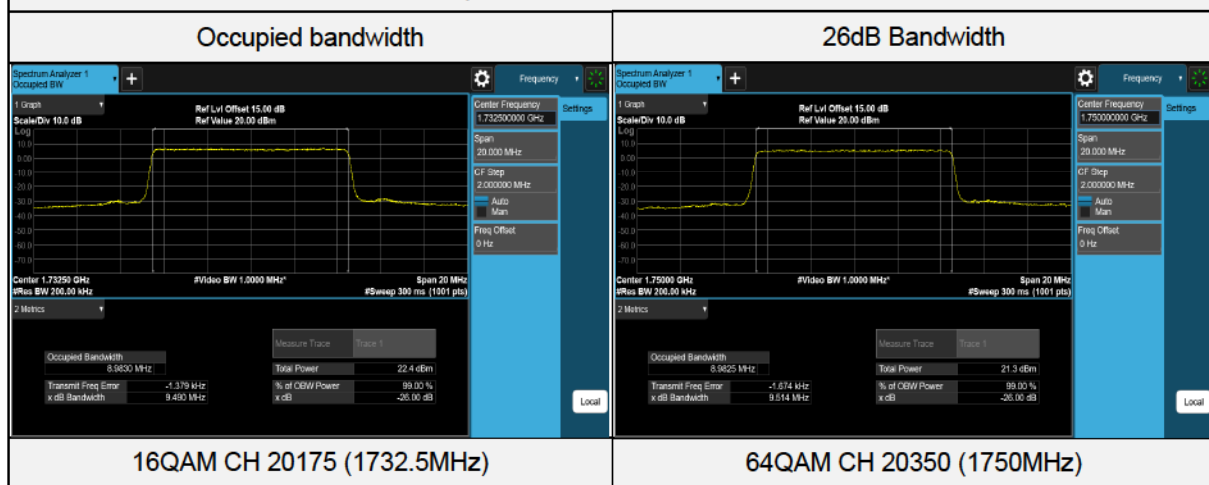 Occupied bandwidth
26dB Bandwidth
Spectrum Analyzer 1
Occupied BW
+
Frequency
1 Graph
Scale/Div 10.0 dB
Ref Lvl Offset 15.00 dB
Ref Value 20.00 dBm
Log
10.0
0.00
-10.0
-20.0
-30.0
-40.0
-50.0
-60.0
-70.0
Center 1.73250 GHz
#Res BW 200.00 kHz
#Video BW 1.0000 MHz*
Span 20 MHz
#Sweep 300 ms (1001 pts)
Center Frequency
1.732500000 GHz
Settings
Span
20.000 MHz
CF Step
2.000000 MHz
Auto
Man
Freq Offset
0 Hz
2 Metrics
Measure Trace Trace 1
Occupied Bandwidth
8.9830 MHz
Total Power 22.4 dBm
Transmit Freq Error -1.379 kHz
% of OBW Power 99.00 %
x dB Bandwidth 9.490 MHz
x dB -26.00 dB
Local
Spectrum Analyzer 1
Occupied BW
+
Frequency
1 Graph
Scale/Div 10.0 dB
Ref Lvl Offset 15.00 dB
Ref Value 20.00 dBm
Log
10.0
0.00
-10.0
-20.0
-30.0
-40.0
-50.0
-60.0
-70.0
Center 1.75000 GHz
#Res BW 200.00 kHz
#Video BW 1.0000 MHz*
Span 20 MHz
#Sweep 300 ms (1001 pts)
Center Frequency
1.750000000 GHz
Settings
Span
20.000 MHz
CF Step
2.000000 MHz
Auto
Man
Freq Offset
0 Hz
2 Metrics
Measure Trace Trace 1
Occupied Bandwidth
8.9825 MHz
Total Power 21.3 dBm
Transmit Freq Error -1.674 kHz
% of OBW Power 99.00 %
x dB Bandwidth 9.514 MHz
x dB -26.00 dB
Local
16QAM CH 20175 (1732.5MHz)
64QAM CH 20350 (1750MHz)